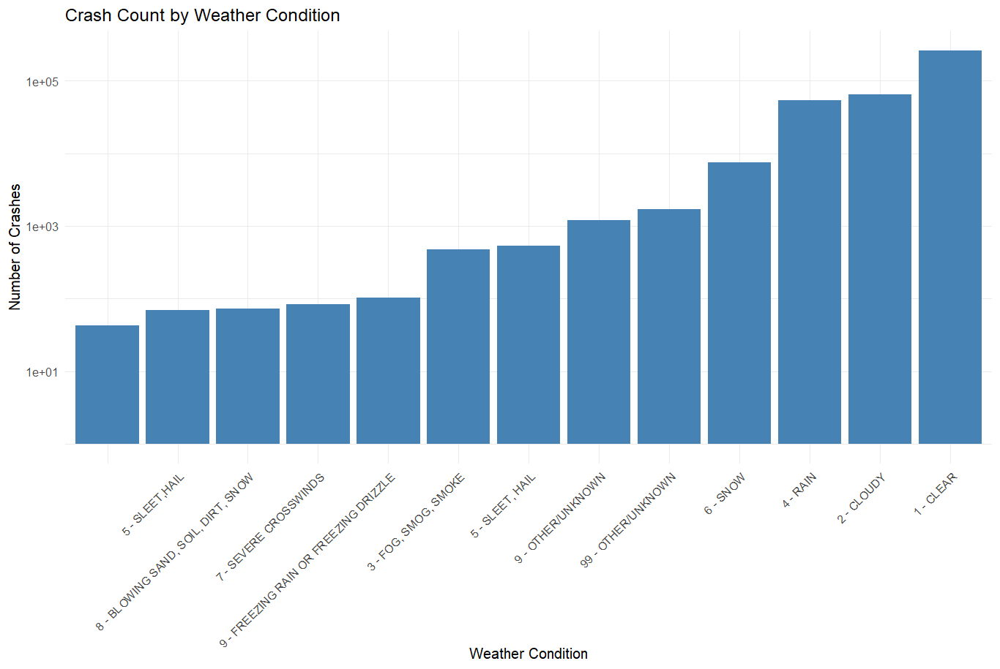 Crash Count by Weather Condition
Number of Crashes
1e+05
1e+03
1e+01
5 - SLEET,HAIL
8 - BLOWING SAND, SOIL, DIRT, SNOW
7 - SEVERE CROSSWINDS
9 - FREEZING RAIN OR FREEZING DRIZZLE
3 - FOG, SMOG, SMOKE
5 - SLEET, HAIL
9 - OTHER/UNKNOWN
99 - OTHER/UNKNOWN
6 - SNOW
4 - RAIN
2 - CLOUDY
1 - CLEAR
Weather Condition